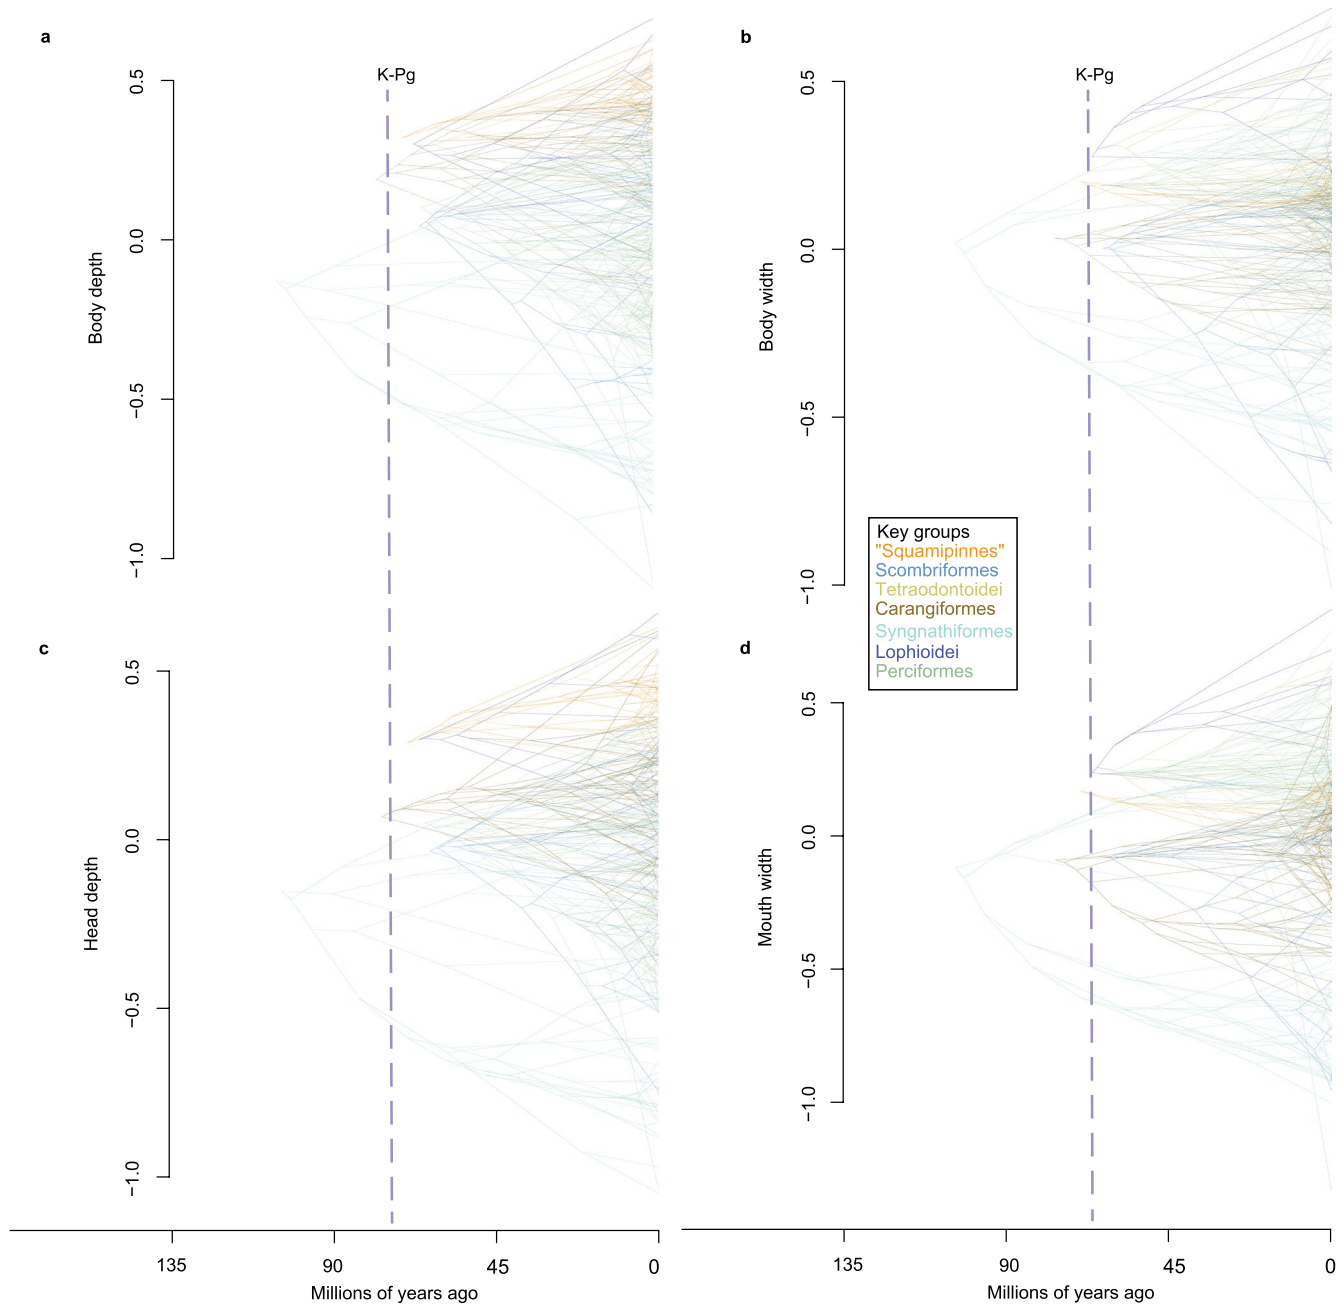 a
K-Pg
0.5
0.0
−0.5
−1.0
Body depth
b
K-Pg
0.5
0.0
−0.5
−1.0
Body width
Key groups
"Squamipinnes"
Scombriformes
Tetraodontoidei
Carangiformes
Syngnathiformes
Lophioidei
Perciformes
c
0.5
0.0
−0.5
−1.0
Head depth
135
90
45
0
Millions of years ago
d
0.5
0.0
−0.5
−1.0
Mouth width
135
90
45
0
Millions of years ago